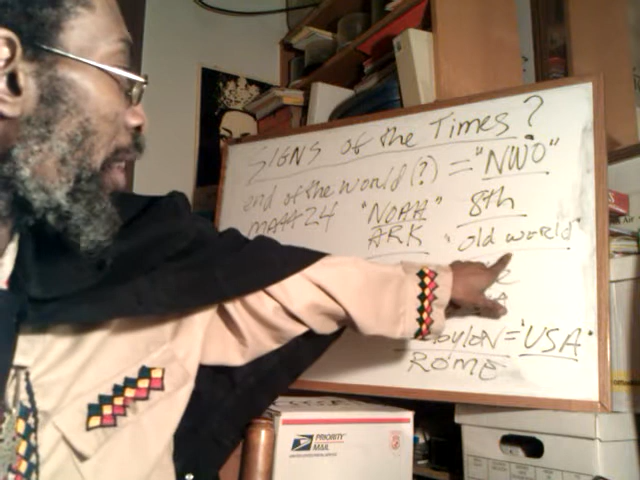 SIGNS of the Times?
end of the world (?) = "NWO"
MATT 24 "NOAH" 8th
ARK "old world"
BYLON = "USA"
ROME
PRIORITY
MAIL